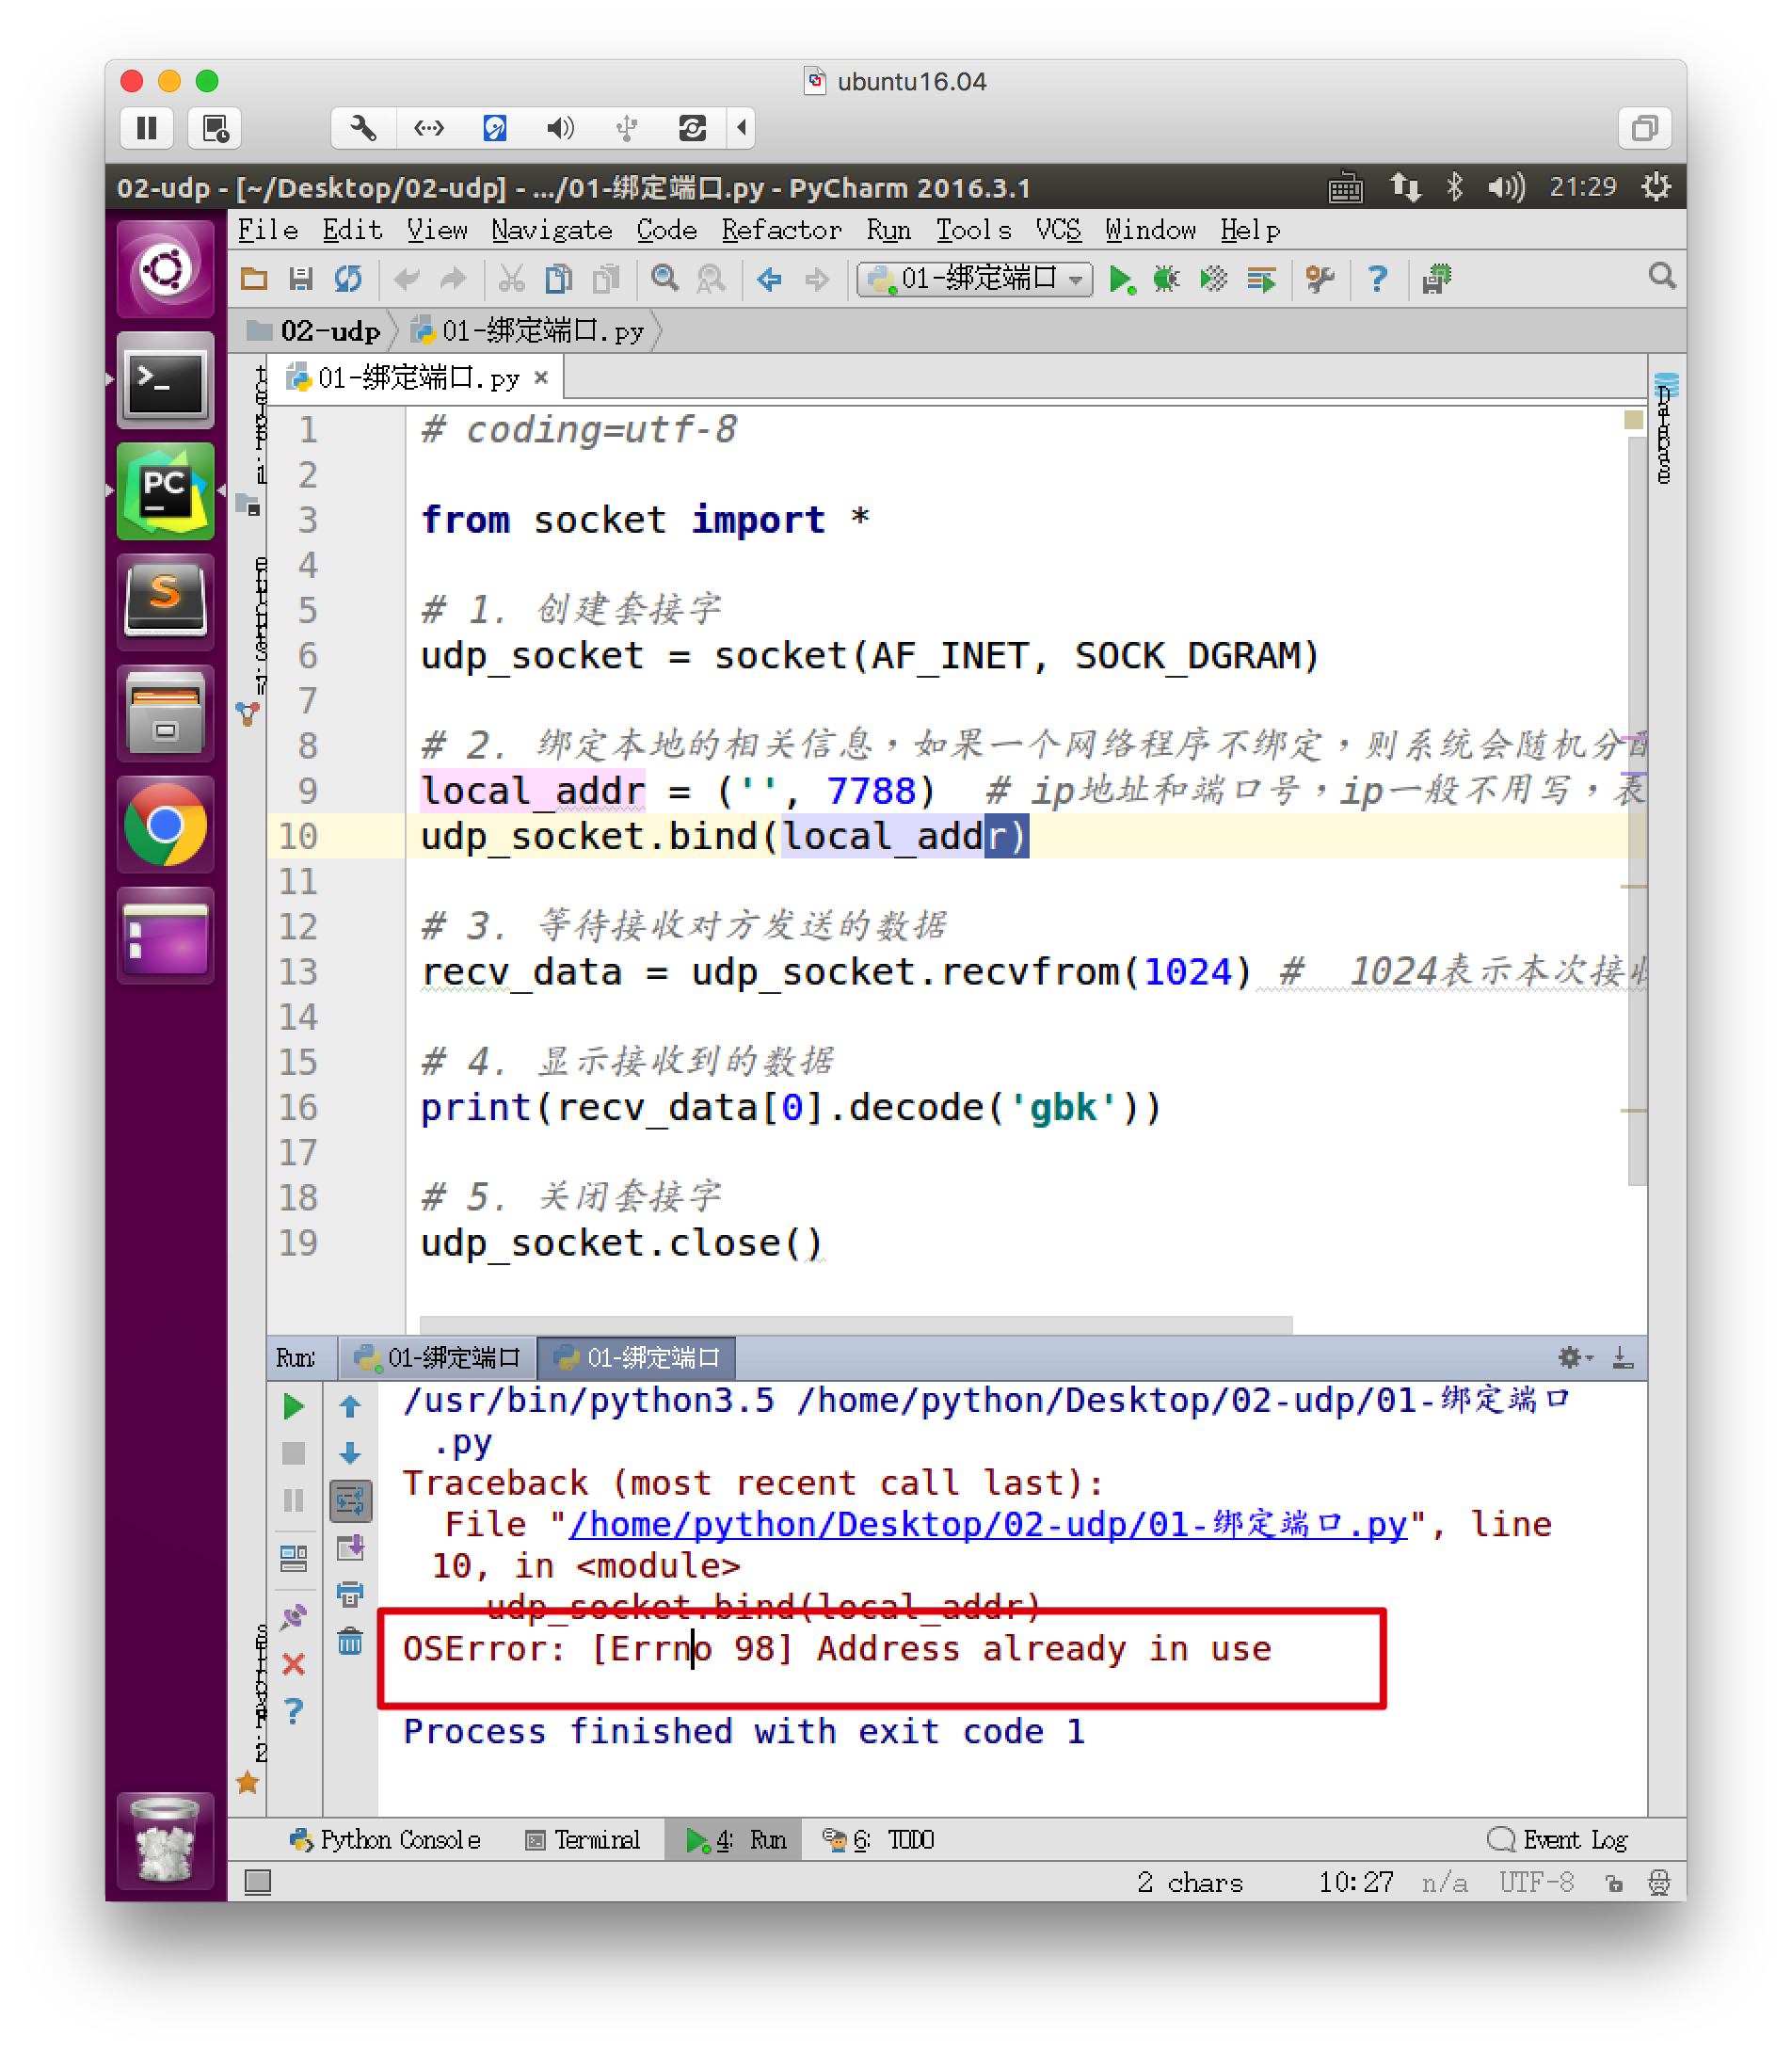 ubuntu16.04
02-udp - [~/Desktop/02-udp] - .../01-绑定端口.py - PyCharm 2016.3.1
21:29
File Edit View Navigate Code Refactor Run Tools VCS Window Help
01-绑定端口
02-udp 01-绑定端口.py
01-绑定端口.py
Database
1 # coding=utf-8
2
3 from socket import *
4
5 # 1. 创建套接字
6 udp_socket = socket(AF_INET, SOCK_DGRAM)
7
8 # 2. 绑定本地的相关信息，如果一个网络程序不绑定，则系统会随机分配
9 local_addr = ('', 7788)  # ip地址和端口号，ip一般不用写，表
10 udp_socket.bind(local_addr)
11
12 # 3. 等待接收对方发送的数据
13 recv_data = udp_socket.recvfrom(1024) #  1024表示本次接收
14
15 # 4. 显示接收到的数据
16 print(recv_data[0].decode('gbk'))
17
18 # 5. 关闭套接字
19 udp_socket.close()
Run: 01-绑定端口 01-绑定端口
/usr/bin/python3.5 /home/python/Desktop/02-udp/01-绑定端口
.py
Traceback (most recent call last):
File "/home/python/Desktop/02-udp/01-绑定端口.py", line
10, in <module>
udp_socket.bind(local_addr)
OSError: [Errno 98] Address already in use
Process finished with exit code 1
Python Console Terminal 4: Run 6: TODO Event Log
2 chars 10:27 n/a UTF-8